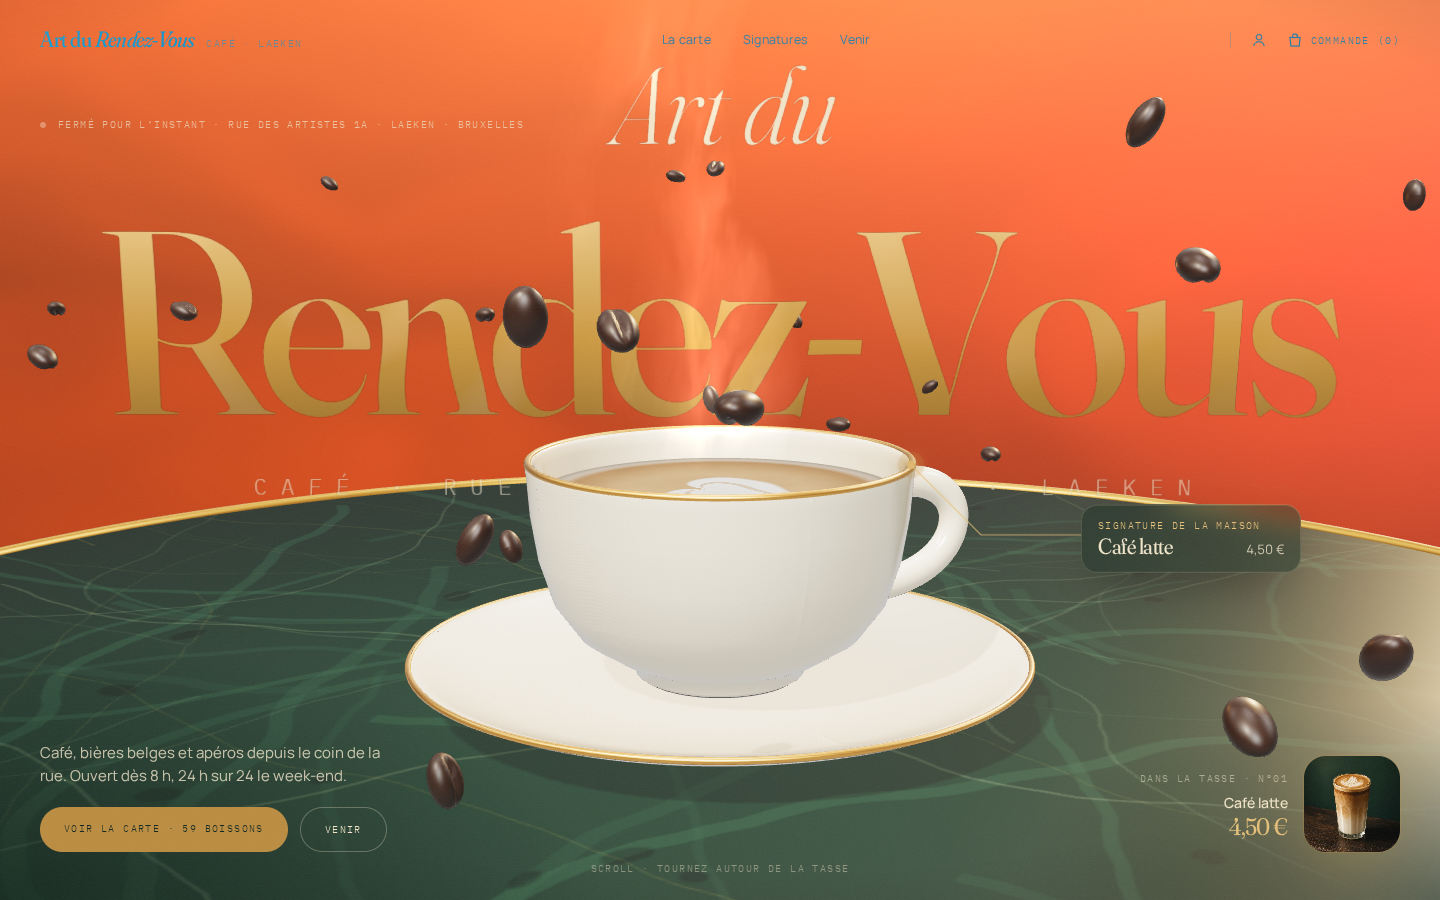 Art du Rendez-Vous CAFÉ · LAEKEN
La carte
Signatures
Venir
COMMANDE (0)
FERMÉ POUR L'INSTANT · RUE DES ARTISTES 1A · LAEKEN · BRUXELLES
Art du
Rendez-Vous
CAFÉ · RUE · LAEKEN
SIGNATURE DE LA MAISON
Café latte 4,50 €
Café, bières belges et apéros depuis le coin de la
rue. Ouvert dès 8 h, 24 h sur 24 le week-end.
VOIR LA CARTE · 59 BOISSONS
VENIR
DANS LA TASSE · N°01
Café latte
4,50 €
SCROLL · TOURNEZ AUTOUR DE LA TASSE